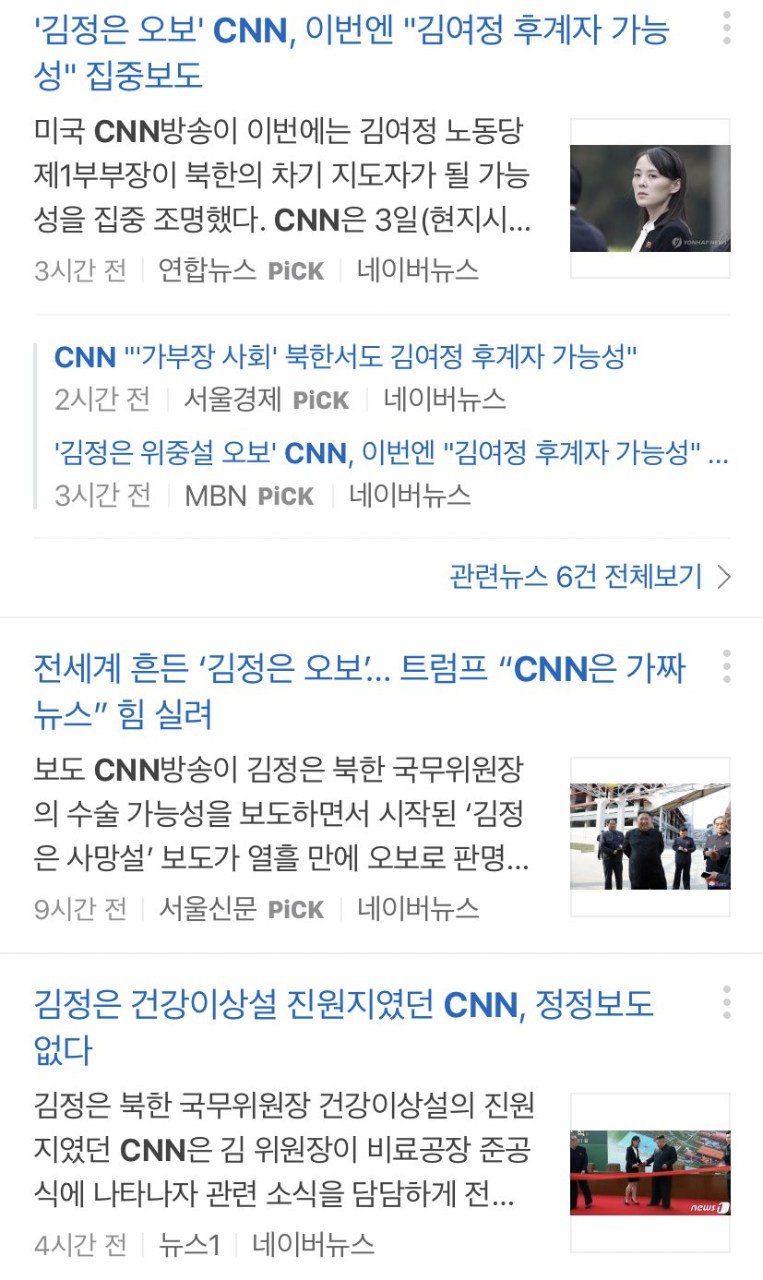 '김정은 오보' CNN, 이번엔 "김여정 후계자 가능
성" 집중보도
미국 CNN방송이 이번에는 김여정 노동당
제1부부장이 북한의 차기 지도자가 될 가능
성을 집중 조명했다. CNN은 3일(현지시...
YONHAPNEWS
3시간 전 연합뉴스 PiCK 네이버뉴스
CNN "'가부장 사회' 북한서도 김여정 후계자 가능성"
2시간 전 서울경제 PiCK 네이버뉴스
'김정은 위중설 오보' CNN, 이번엔 "김여정 후계자 가능성" ...
3시간 전 MBN PiCK 네이버뉴스
관련뉴스 6건 전체보기
전세계 흔든 ‘김정은 오보’... 트럼프 “CNN은 가짜
뉴스” 힘 실려
보도 CNN방송이 김정은 북한 국무위원장
의 수술 가능성을 보도하면서 시작된 ‘김정
은 사망설’ 보도가 열흘 만에 오보로 판명...
9시간 전 서울신문 PiCK 네이버뉴스
김정은 건강이상설 진원지였던 CNN, 정정보도
없다
김정은 북한 국무위원장 건강이상설의 진원
지였던 CNN은 김 위원장이 비료공장 준공
식에 나타나자 관련 소식을 담담하게 전...
news1
4시간 전 뉴스1 네이버뉴스